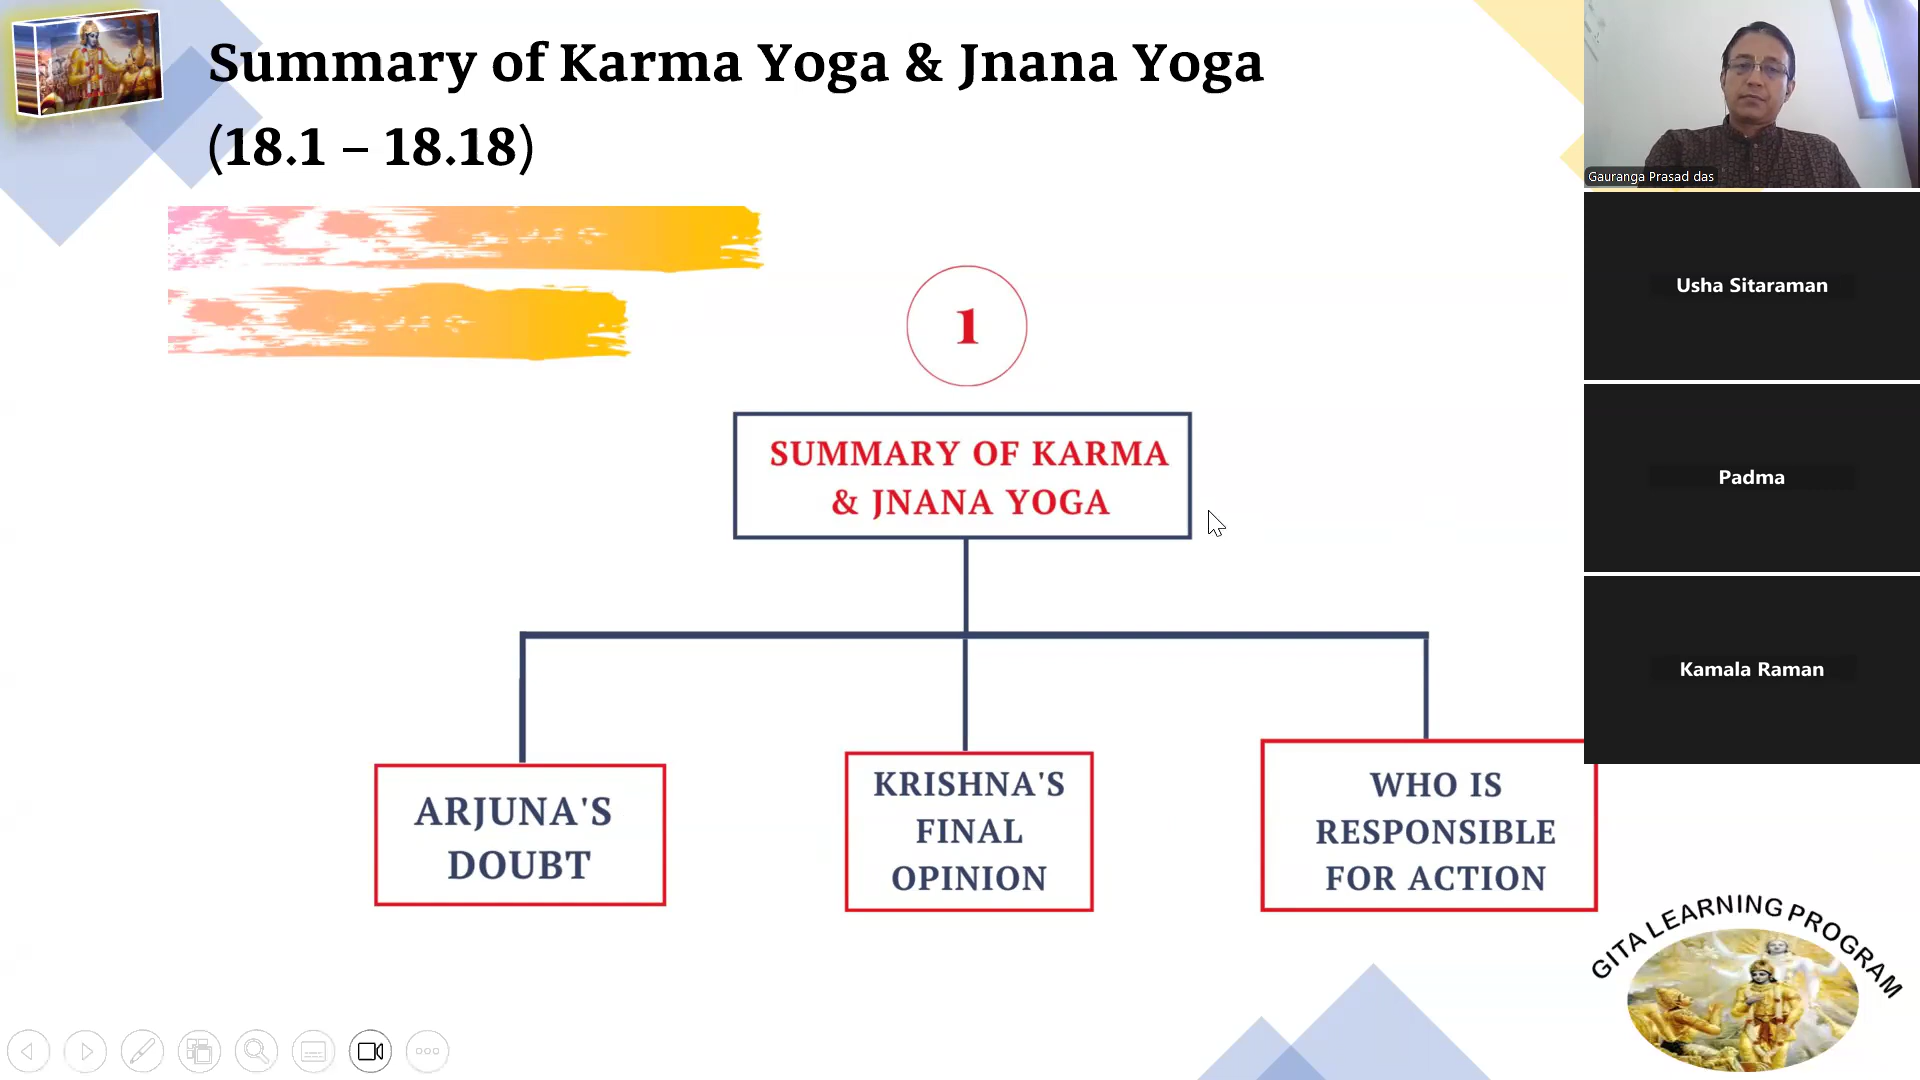 Summary of Karma Yoga & Jnana Yoga
(18.1 – 18.18)
1
SUMMARY OF KARMA
& JNANA YOGA
ARJUNA'S
DOUBT
KRISHNA'S
FINAL
OPINION
WHO IS
RESPONSIBLE
FOR ACTION
Gauranga Prasad das
Usha Sitaraman
Padma
Kamala Raman
GITA LEARNING PROGRAM